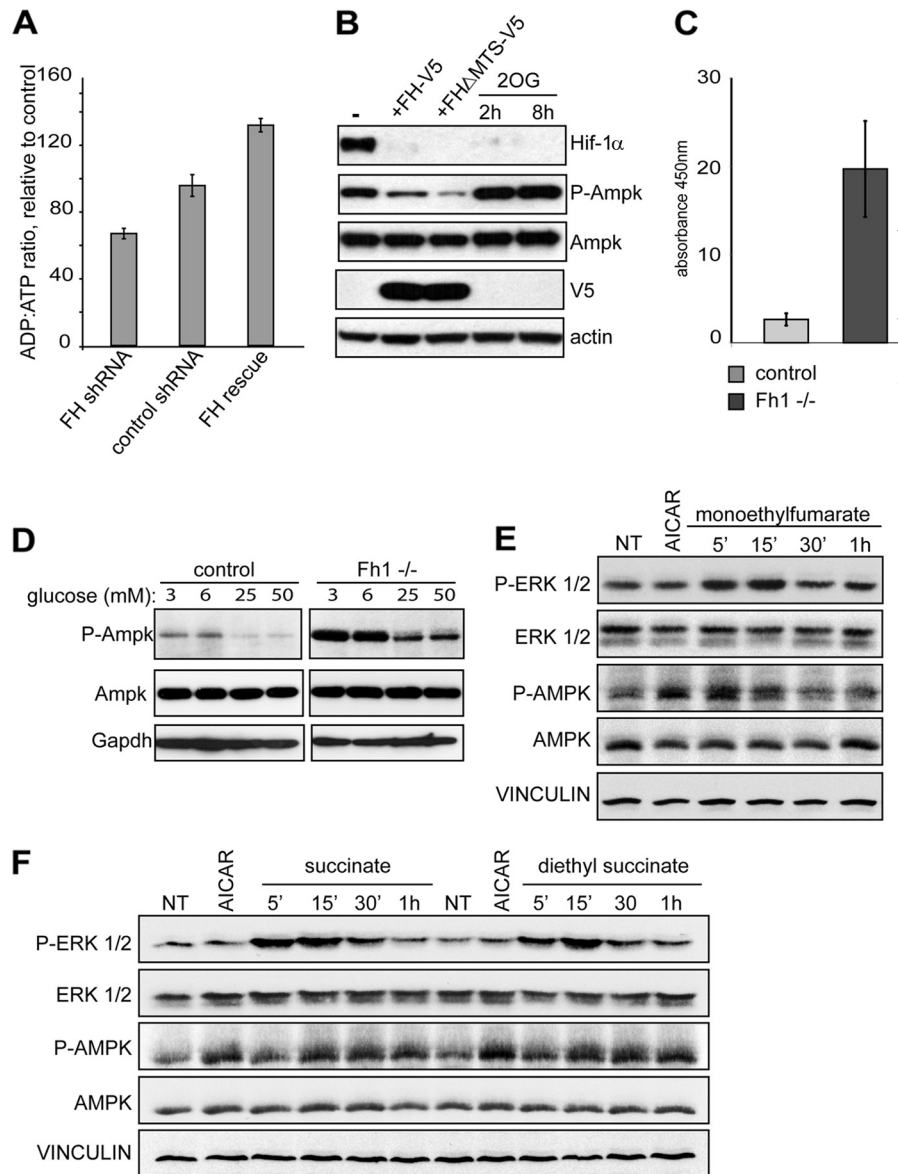 A
ADP:ATP ratio, relative to control
160
120
80
40
0
FH shRNA
control shRNA
FH rescue
B
- +FH-V5 +FHΔMTS-V5 2OG
2h 8h
Hif-1α
P-Ampk
Ampk
V5
actin
C
absorbance 450nm
30
20
10
0
control
Fh1 -/-
D
control Fh1 -/-
glucose (mM): 3 6 25 50 3 6 25 50
P-Ampk
Ampk
Gapdh
E
NT AICAR monoethylfumarate
5' 15' 30' 1h
P-ERK 1/2
ERK 1/2
P-AMPK
AMPK
VINCULIN
F
NT AICAR succinate NT AICAR diethyl succinate
5' 15' 30' 1h 5' 15' 30 1h
P-ERK 1/2
ERK 1/2
P-AMPK
AMPK
VINCULIN